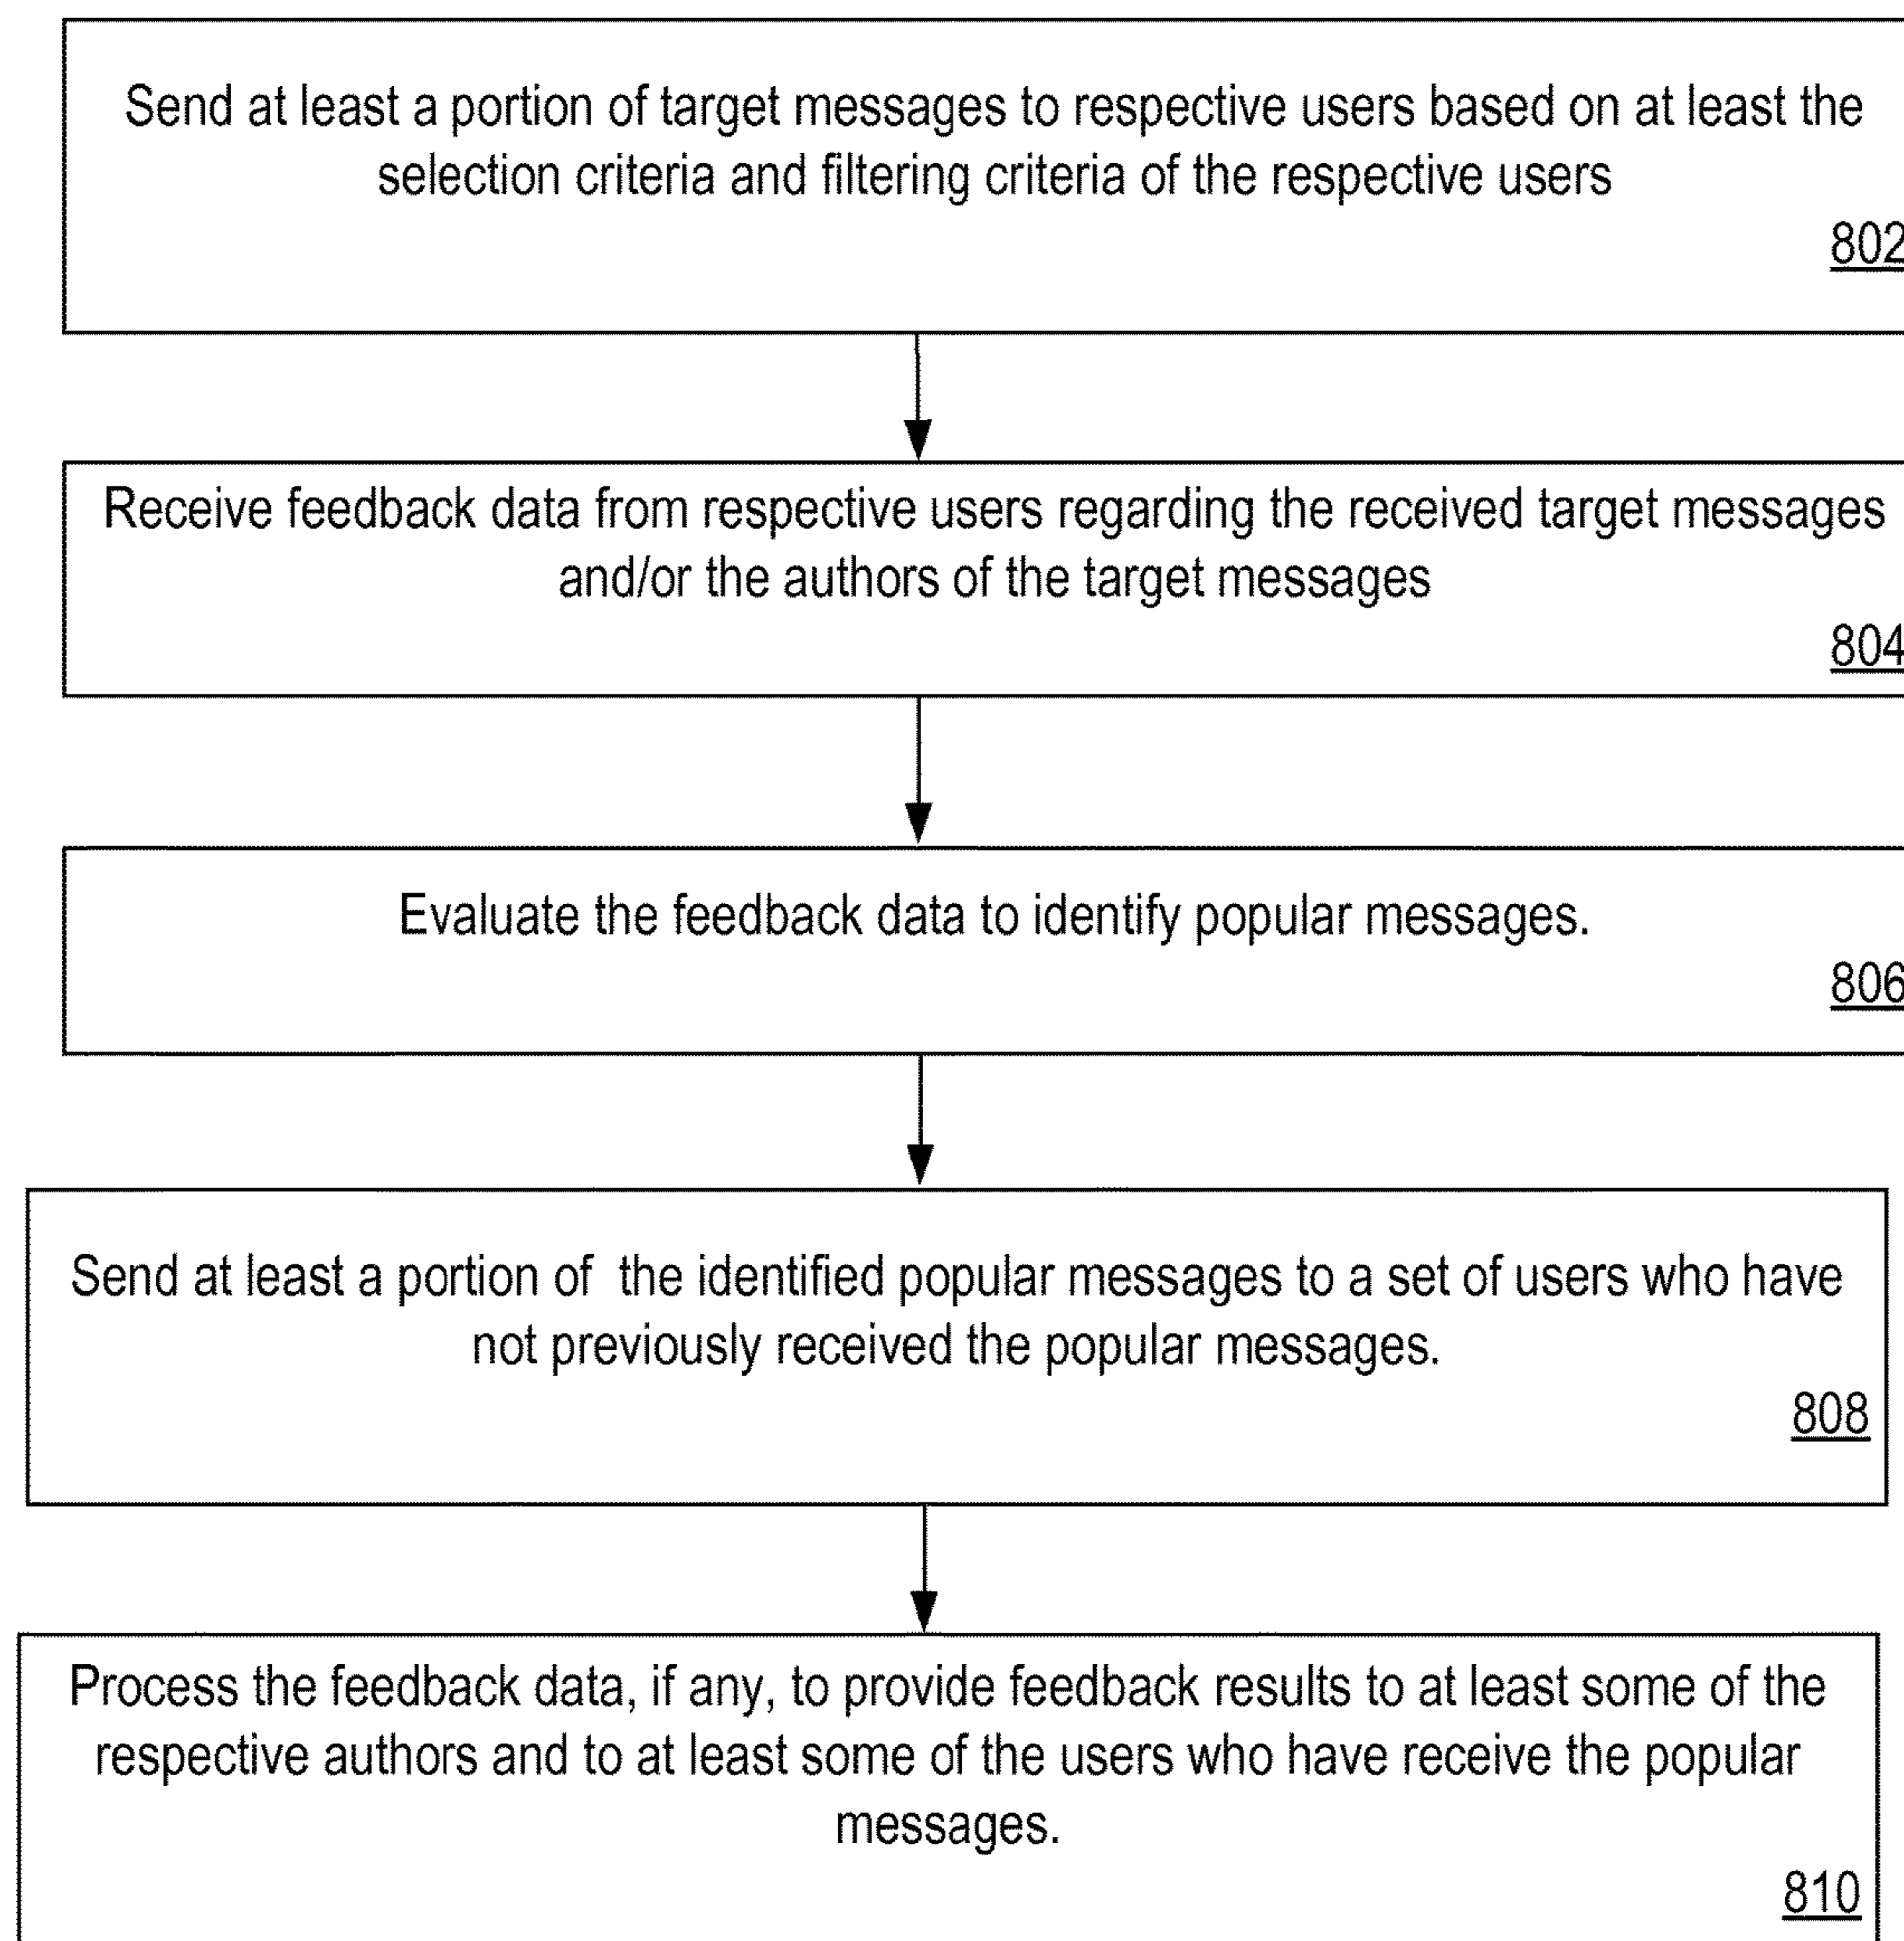 Send at least a portion of target messages to respective users based on at least the
selection criteria and filtering criteria of the respective users
802
Receive feedback data from respective users regarding the received target messages
and/or the authors of the target messages
804
Evaluate the feedback data to identify popular messages.
806
Send at least a portion of the identified popular messages to a set of users who have
not previously received the popular messages.
808
Process the feedback data, if any, to provide feedback results to at least some of the
respective authors and to at least some of the users who have receive the popular
messages.
810